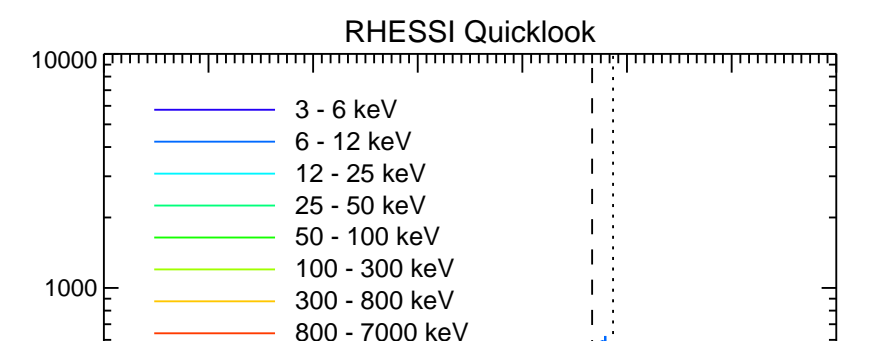 RHESSI Quicklook
10000
3 - 6 keV
6 - 12 keV
12 - 25 keV
25 - 50 keV
50 - 100 keV
100 - 300 keV
1000
300 - 800 keV
800 - 7000 keV